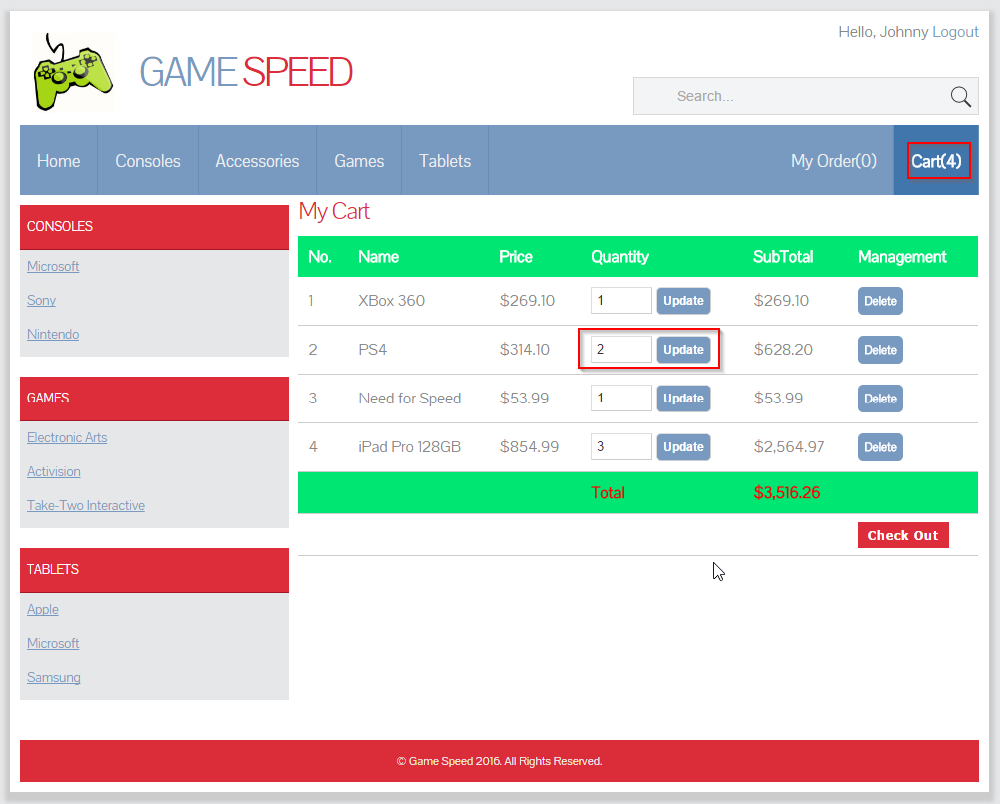 Hello, Johnny Logout
GAME SPEED
Search...
Home Consoles Accessories Games Tablets My Order(0) Cart(4)
CONSOLES
Microsoft
Sony
Nintendo
GAMES
Electronic Arts
Activision
Take-Two Interactive
TABLETS
Apple
Microsoft
Samsung
My Cart
No. Name Price Quantity SubTotal Management
1 XBox 360 $269.10 1 Update $269.10 Delete
2 PS4 $314.10 2 Update $628.20 Delete
3 Need for Speed $53.99 1 Update $53.99 Delete
4 iPad Pro 128GB $854.99 3 Update $2,564.97 Delete
Total $3,516.26
Check Out
© Game Speed 2016. All Rights Reserved.